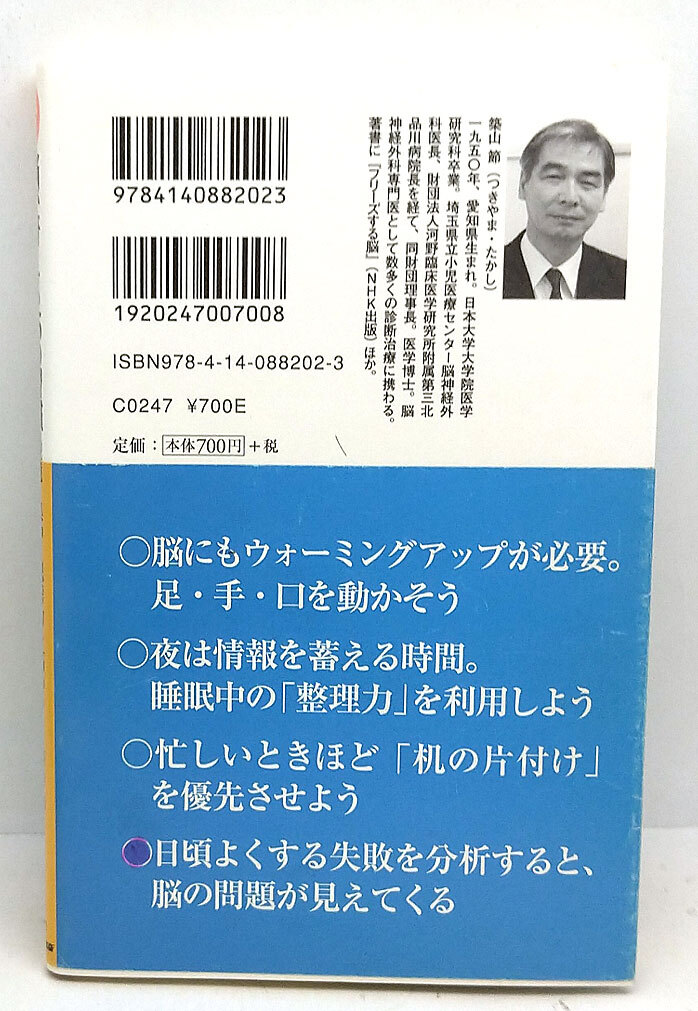 9784140882023
1920247007008
ISBN978-4-14-088202-3
C0247 ¥700E
定価:本体700円+税
築山 節(つきやま・たかし)
一九五〇年、愛知県生まれ。日本大学大学院医学
研究科卒業。埼玉県立小児医療センター脳神経外
科医長、財団法人河野臨床医学研究所附属第三北
品川病院長を経て、同財団理事長。医学博士。脳
神経外科専門医として数多くの診断治療に携わる。
著書に『フリーズする脳』(NHK出版)ほか。
○脳にもウォーミングアップが必要。
足・手・口を動かそう
○夜は情報を蓄える時間。
睡眠中の「整理力」を利用しよう
○忙しいときほど「机の片付け」
を優先させよう
○日頃よくする失敗を分析すると、
脳の問題が見えてくる